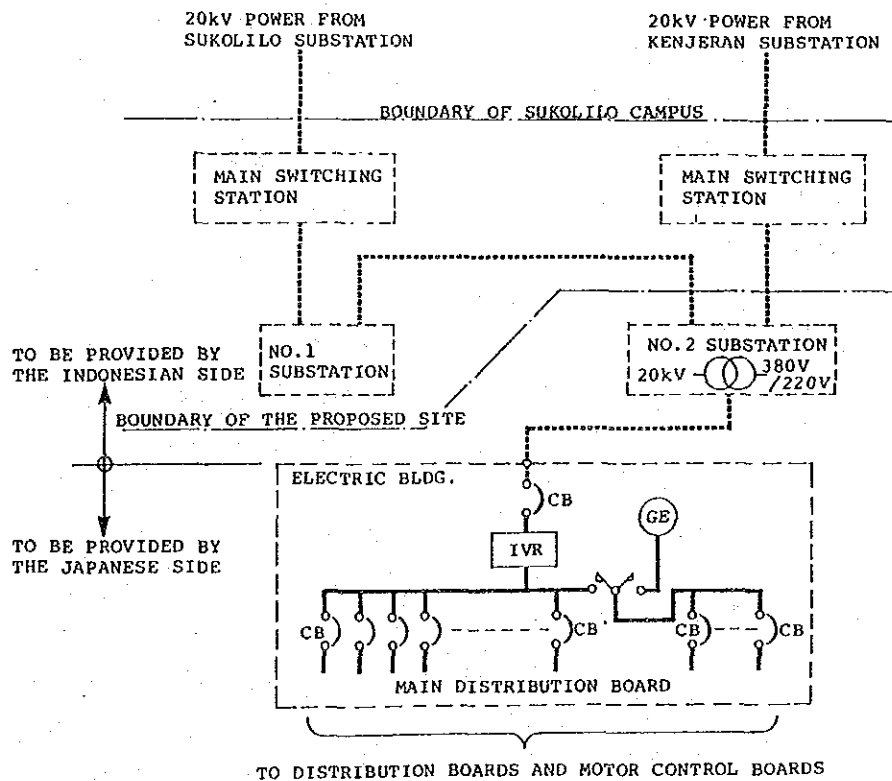 20kV POWER FROM
SUKOLILO SUBSTATION
20kV POWER FROM
KENJERAN SUBSTATION
BOUNDARY OF SUKOLILO CAMPUS
MAIN SWITCHING
STATION
MAIN SWITCHING
STATION
NO.1
SUBSTATION
NO.2 SUBSTATION
20kV
380V
/220V
TO BE PROVIDED BY
THE INDONESIAN SIDE
BOUNDARY OF THE PROPOSED SITE
ELECTRIC BLDG.
CB
GE
IVR
TO BE PROVIDED BY
THE JAPANESE SIDE
CB
CB
CB
CB
MAIN DISTRIBUTION BOARD
TO DISTRIBUTION BOARDS AND MOTOR CONTROL BOARDS